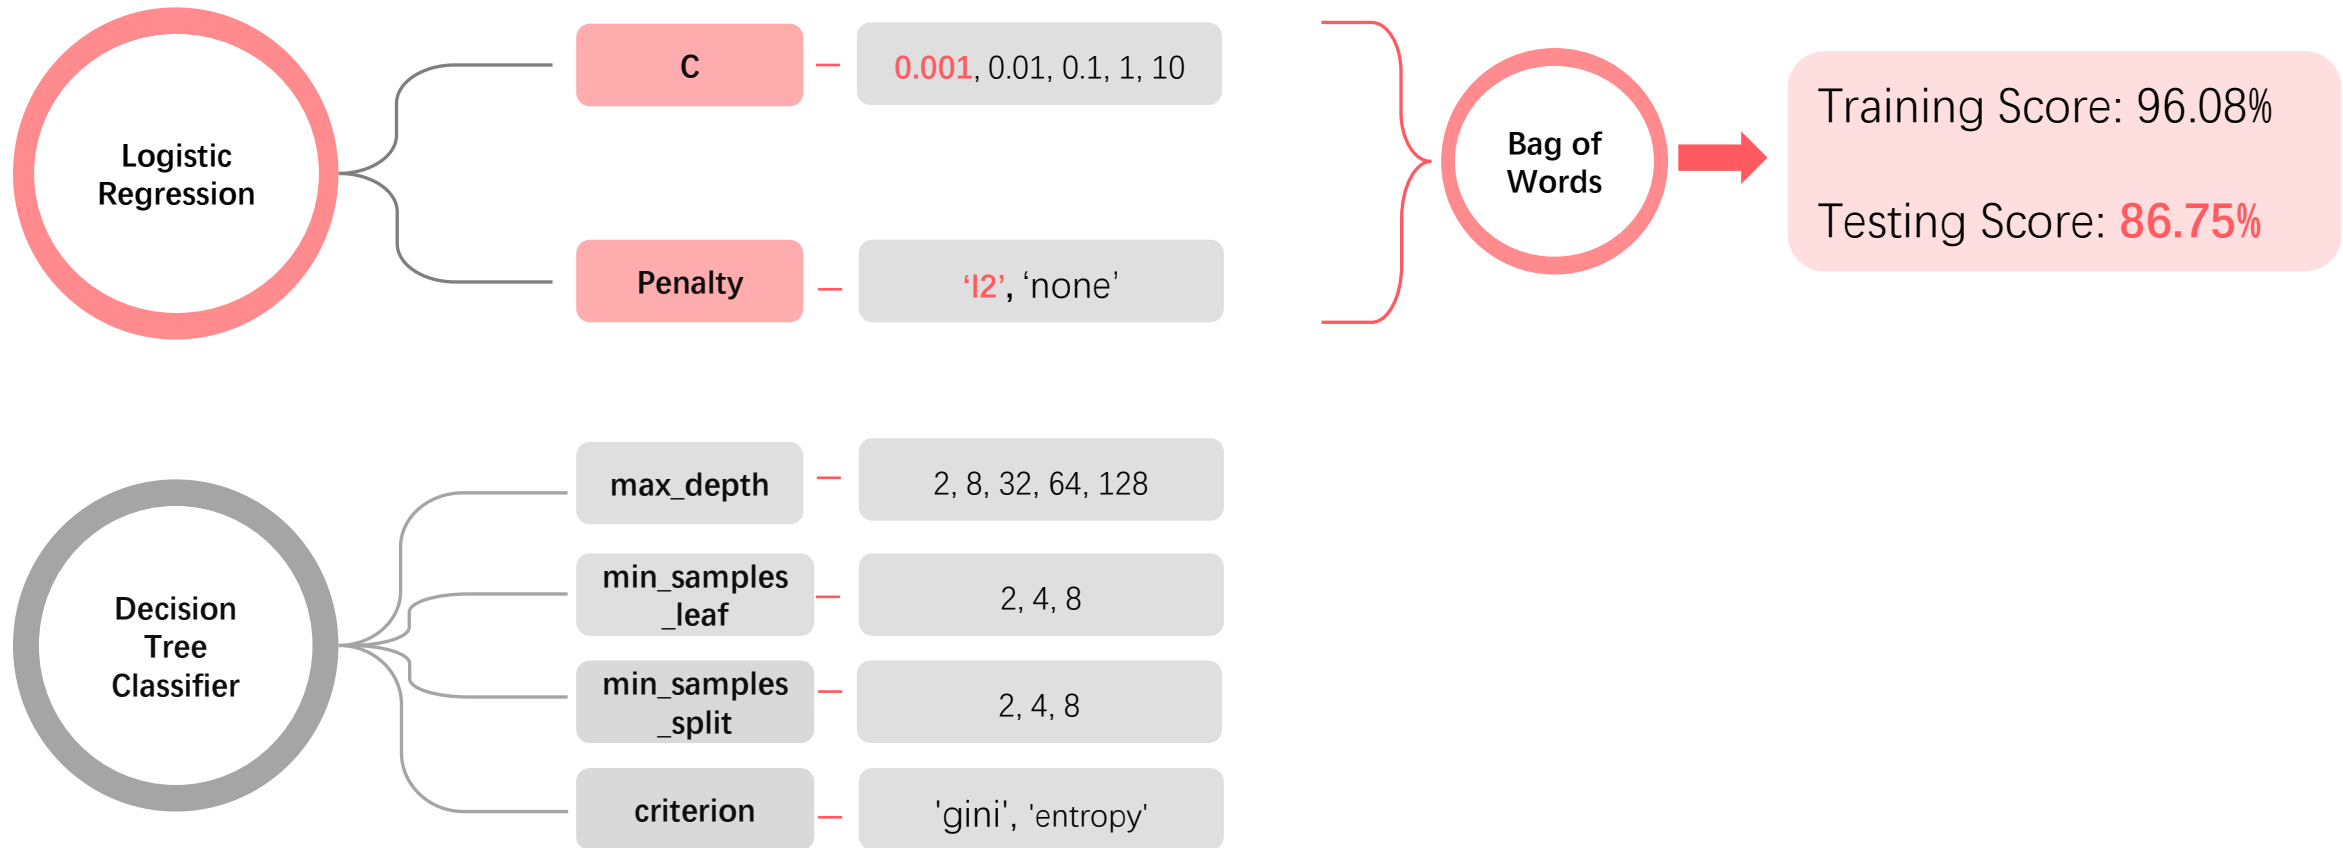 Logistic
Regression
C
0.001, 0.01, 0.1, 1, 10
Penalty
‘l2’, ‘none’
Bag of
Words
Training Score: 96.08%
Testing Score: 86.75%
Decision
Tree
Classifier
max_depth
2, 8, 32, 64, 128
min_samples
_leaf
2, 4, 8
min_samples
_split
2, 4, 8
criterion
'gini', 'entropy'